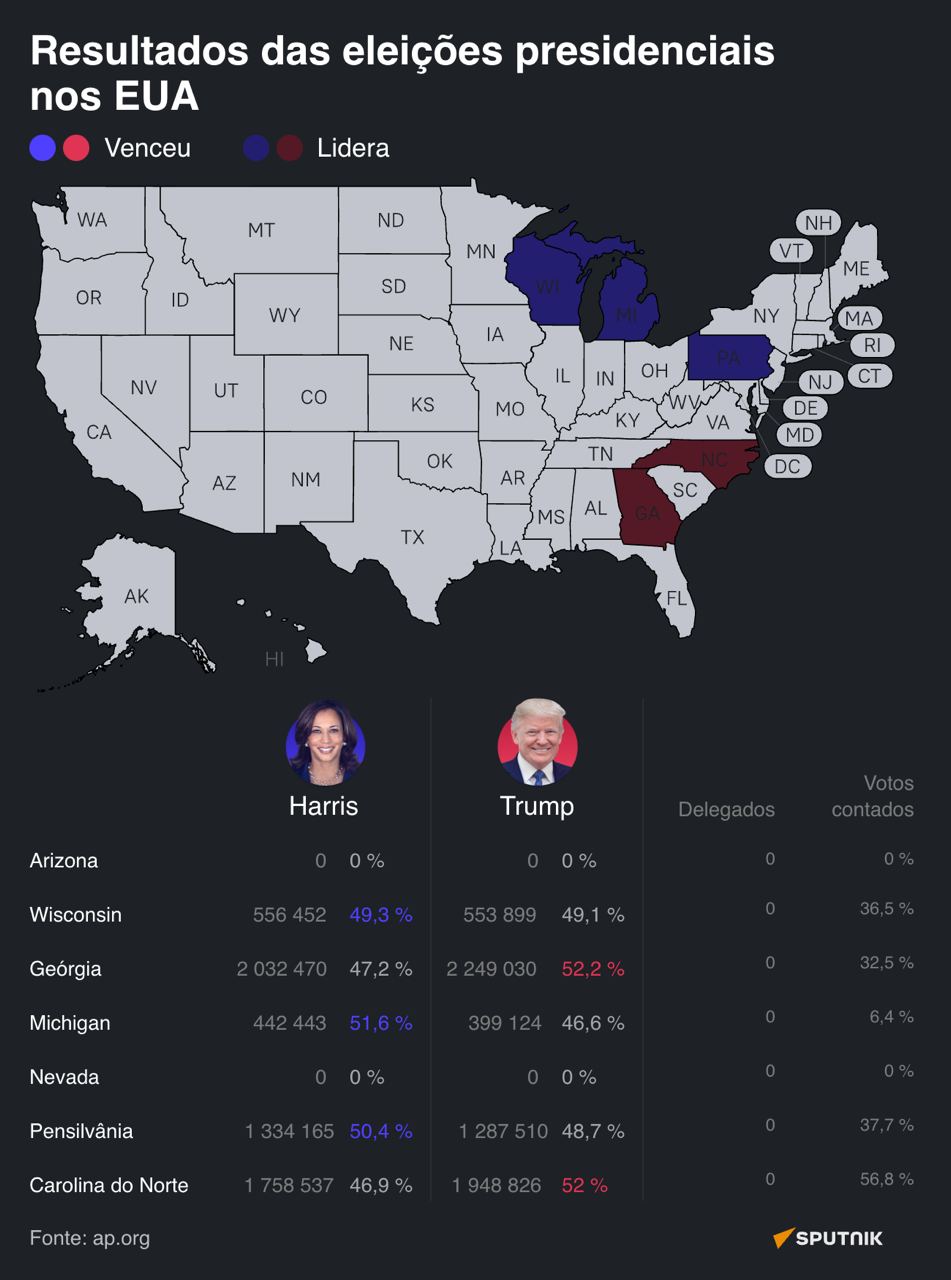 Resultados das eleições presidenciais
nos EUA
Venceu Lidera
WA
MT
ND
MN
NH
VT
ME
OR
ID
SD
WI
MI
NY
MA
WY
IA
RI
NE
PA
CT
NV
UT
CO
IL
IN
OH
NJ
KS
MO
WV
DE
CA
KY
VA
MD
AZ
NM
OK
AR
TN
NC
DC
SC
TX
MS
AL
GA
LA
AK
FL
HI
Harris Trump Delegados Votos
contados
Arizona 0 0 % 0 0 % 0 0 %
Wisconsin 556 452 49,3 % 553 899 49,1 % 0 36,5 %
Geórgia 2 032 470 47,2 % 2 249 030 52,2 % 0 32,5 %
Michigan 442 443 51,6 % 399 124 46,6 % 0 6,4 %
Nevada 0 0 % 0 0 % 0 0 %
Pensilvânia 1 334 165 50,4 % 1 287 510 48,7 % 0 37,7 %
Carolina do Norte 1 758 537 46,9 % 1 948 826 52 % 0 56,8 %
Fonte: ap.org SPUTNIK